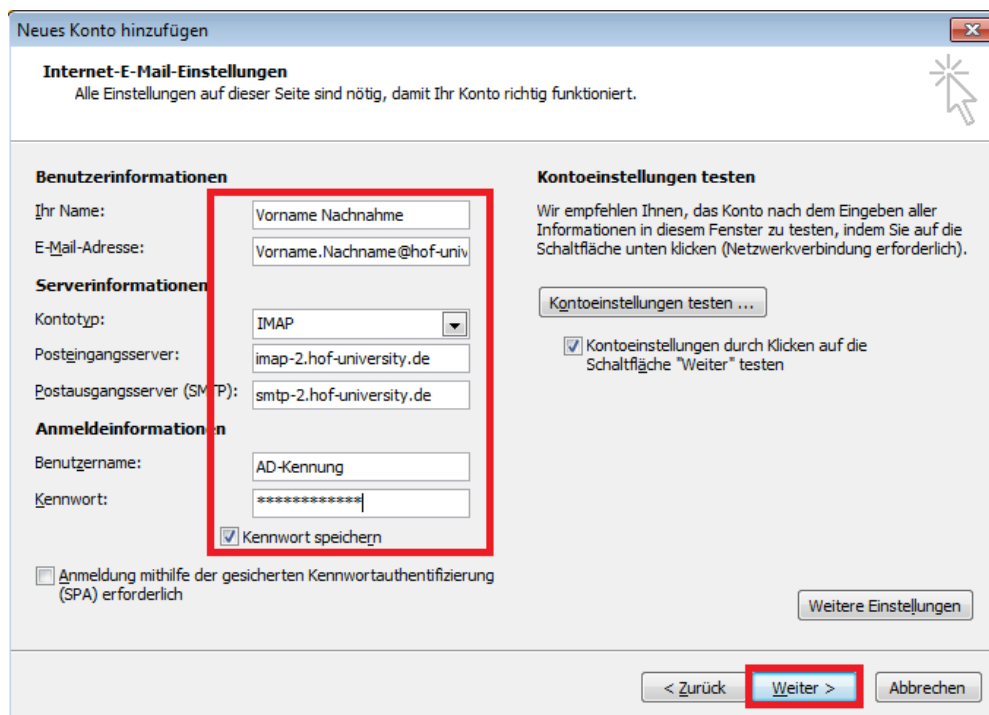 Neues Konto hinzufügen
Internet-E-Mail-Einstellungen
Alle Einstellungen auf dieser Seite sind nötig, damit Ihr Konto richtig funktioniert.
Benutzerinformationen
Ihr Name:
Vorname Nachnahme
E-Mail-Adresse:
Vorname.Nachname@hof-univ
Serverinformationen
Kontotyp:
IMAP
Posteingangsserver:
imap-2.hof-university.de
Postausgangsserver (SMTP):
smtp-2.hof-university.de
Anmeldeinformationen
Benutzername:
AD-Kennung
Kennwort:
*************
Kennwort speichern
Anmeldung mithilfe der gesicherten Kennwortauthentifizierung
(SPA) erforderlich
Kontoeinstellungen testen
Wir empfehlen Ihnen, das Konto nach dem Eingeben aller
Informationen in diesem Fenster zu testen, indem Sie auf die
Schaltfläche unten klicken (Netzwerkverbindung erforderlich).
Kontoeinstellungen testen ...
Kontoeinstellungen durch Klicken auf die
Schaltfläche "Weiter" testen
Weitere Einstellungen
< Zurück
Weiter >
Abbrechen